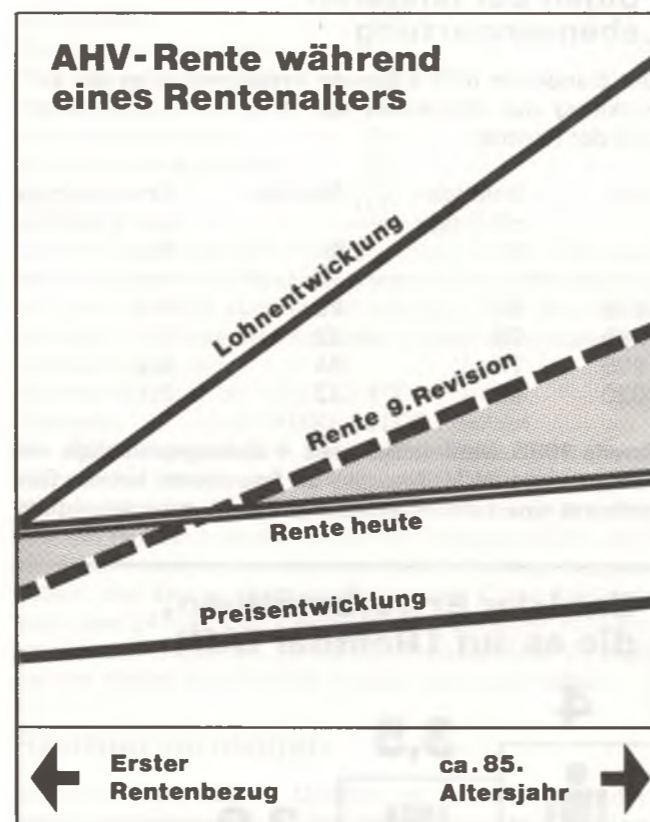 AHV-Rente während
eines Rentenalters
Lohnentwicklung
Rente 9. Revision
Rente heute
Preisentwicklung
Erster
Rentenbezug
ca. 85.
Altersjahr